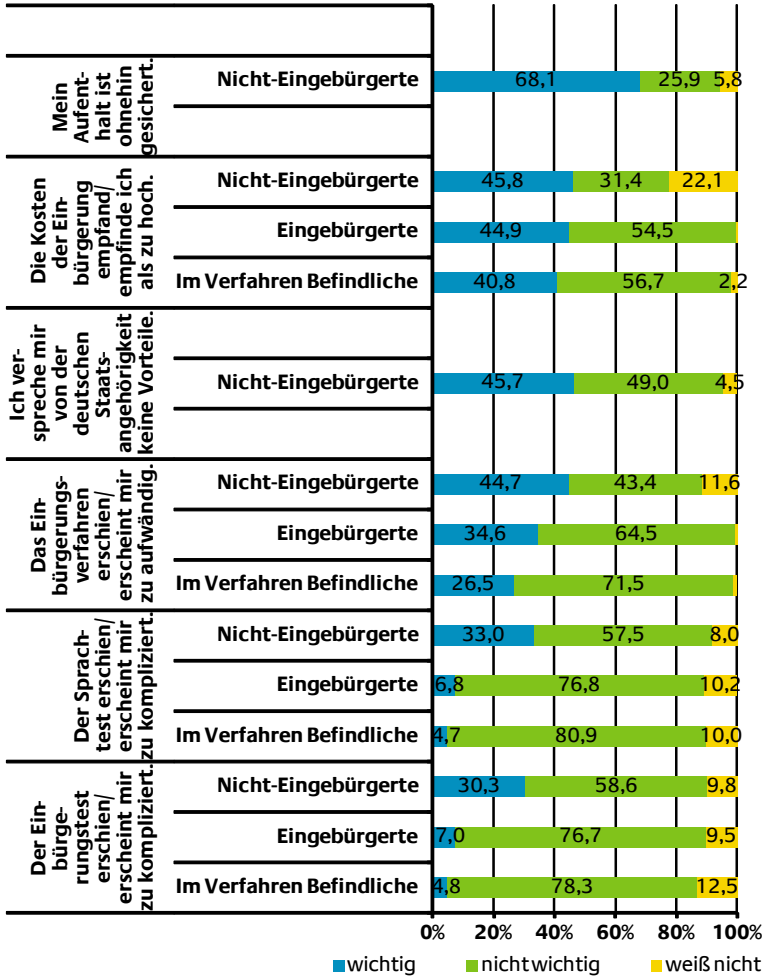 Mein
Aufent-
halt ist
ohnehin
gesichert.
Nicht-Eingebürgerte
68,1 25,9 5,8
Die Kosten
der Ein-
bürgerung
empfand/
empfinde ich
als zu hoch.
Nicht-Eingebürgerte
45,8 31,4 22,1
Eingebürgerte
44,9 54,5
Im Verfahren Befindliche
40,8 56,7 2,2
Ich ver-
spreche mir
von der
deutschen
Staats-
angehörigkeit
keine Vorteile.
Nicht-Eingebürgerte
45,7 49,0 4,5
Das Ein-
bürgerungs-
verfahren
erschien/
erscheint mir
zu aufwändig.
Nicht-Eingebürgerte
44,7 43,4 11,6
Eingebürgerte
34,6 64,5
Im Verfahren Befindliche
26,5 71,5
Der Sprach-
test erschien/
erscheint mir
zu kompliziert.
Nicht-Eingebürgerte
33,0 57,5 8,0
Eingebürgerte
6,8 76,8 10,2
Im Verfahren Befindliche
4,7 80,9 10,0
Der Ein-
bürge-
rungstest
erschien/
erscheint mir
zu kompliziert.
Nicht-Eingebürgerte
30,3 58,6 9,8
Eingebürgerte
7,0 76,7 9,5
Im Verfahren Befindliche
4,8 78,3 12,5
0% 20% 40% 60% 80% 100%
wichtig nicht wichtig weiß nicht